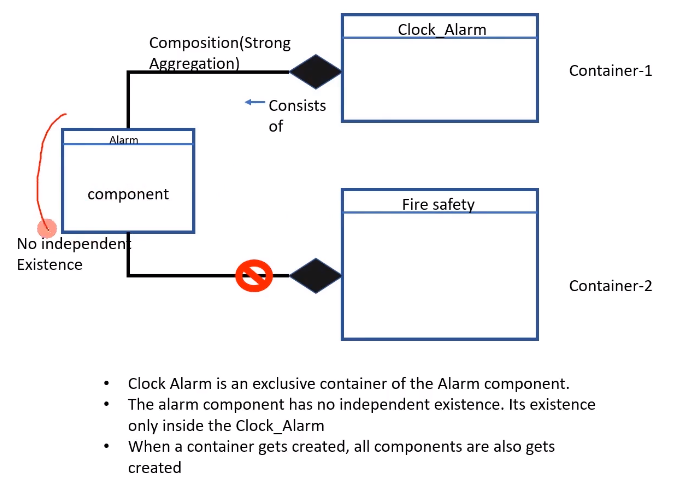 Composition(Strong
Aggregation)
Clock_Alarm
Container-1
Consists
of
Alarm
component
No independent
Existence
Fire safety
Container-2
• Clock Alarm is an exclusive container of the Alarm component.
• The alarm component has no independent existence. Its existence
only inside the Clock_Alarm
• When a container gets created, all components are also gets
created